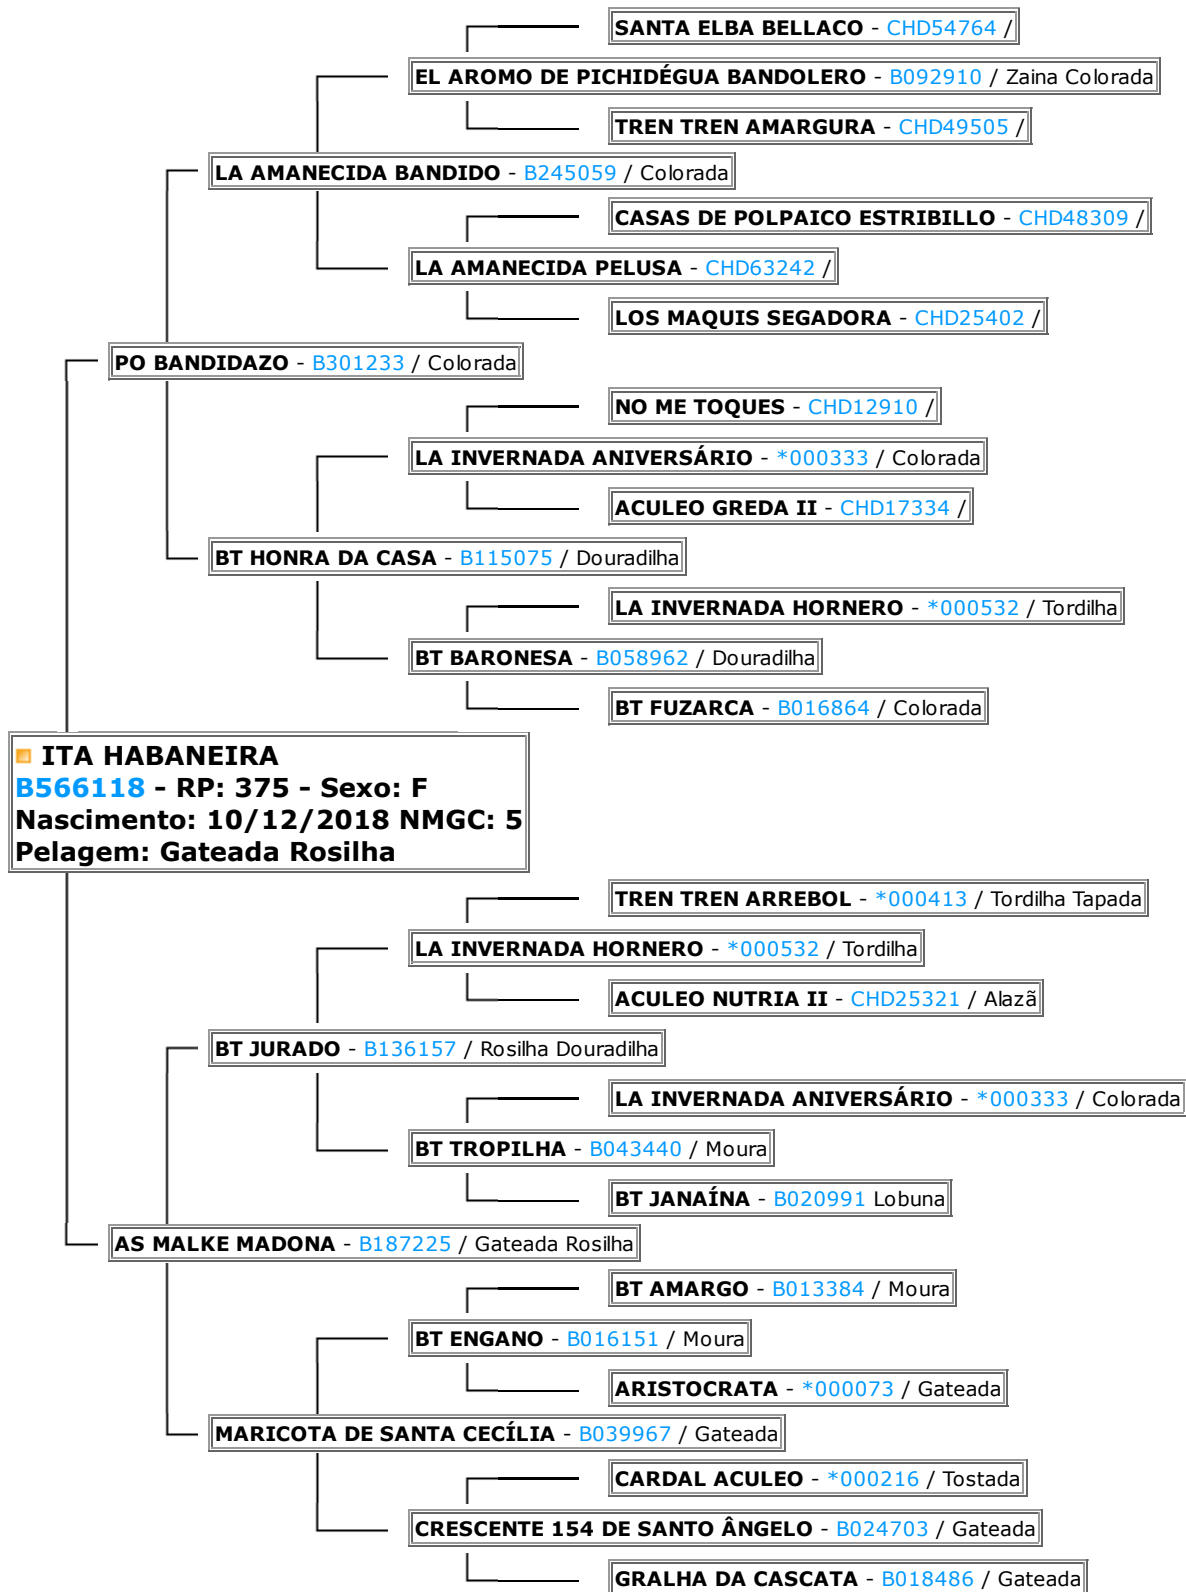 SANTA ELBA BELLACO - CHD54764 /
EL AROMO DE PICHIDÉGUA BANDOLERO - B092910 / Zaina Colorada
TREN TREN AMARGURA - CHD49505 /
LA AMANECIDA BANDIDO - B245059 / Colorada
CASAS DE POLPAICO ESTRIBILLO - CHD48309 /
LA AMANECIDA PELUSA - CHD63242 /
LOS MAQUIS SEGADORA - CHD25402 /
PO BANDIDAZO - B301233 / Colorada
NO ME TOQUES - CHD12910 /
LA INVERNADA ANIVERSÁRIO - *000333 / Colorada
ACULEO GREDA II - CHD17334 /
BT HONRA DA CASA - B115075 / Douradilha
LA INVERNADA HORNERO - *000532 / Tordilha
BT BARONESA - B058962 / Douradilha
BT FUZARCA - B016864 / Colorada
ITA HABANEIRA
B566118 - RP: 375 - Sexo: F
Nascimento: 10/12/2018 NMGC: 5
Pelagem: Gateada Rosilha
TREN TREN ARREBOL - *000413 / Tordilha Tapada
LA INVERNADA HORNERO - *000532 / Tordilha
ACULEO NUTRIA II - CHD25321 / Alazã
BT JURADO - B136157 / Rosilha Douradilha
LA INVERNADA ANIVERSÁRIO - *000333 / Colorada
BT TROPILHA - B043440 / Moura
BT JANAÍNA - B020991 Lobuna
AS MALKE MADONA - B187225 / Gateada Rosilha
BT AMARGO - B013384 / Moura
BT ENGANO - B016151 / Moura
ARISTOCRATA - *000073 / Gateada
MARICOTA DE SANTA CECÍLIA - B039967 / Gateada
CARDAL ACULEO - *000216 / Tostada
CRESCENTE 154 DE SANTO ÂNGELO - B024703 / Gateada
GRALHA DA CASCATA - B018486 / Gateada